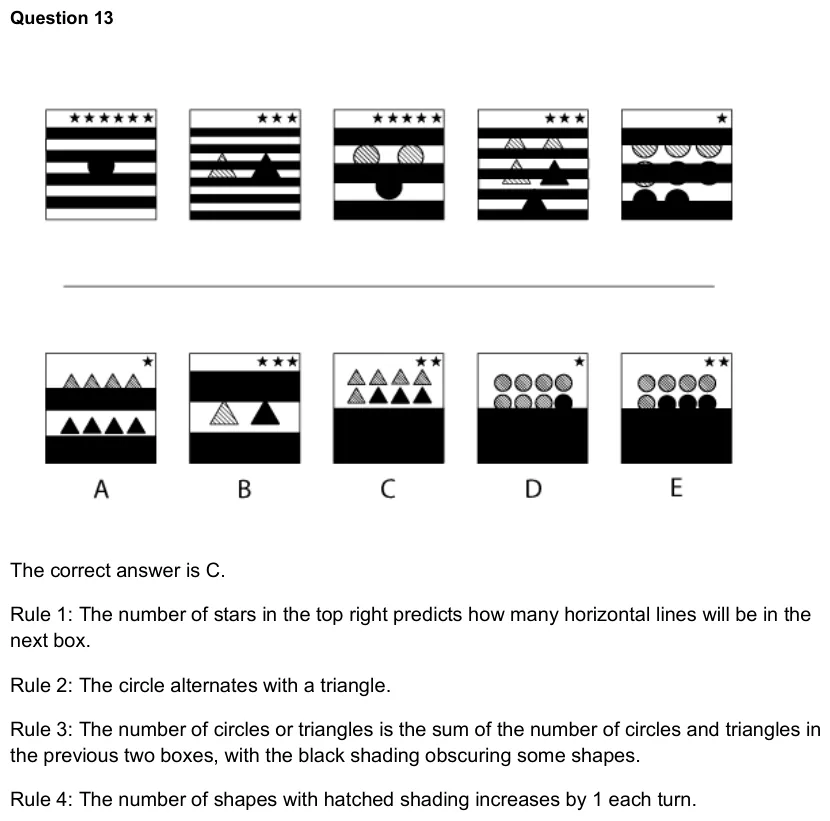 Question 13
A B C D E
The correct answer is C.
Rule 1: The number of stars in the top right predicts how many horizontal lines will be in the
next box.
Rule 2: The circle alternates with a triangle.
Rule 3: The number of circles or triangles is the sum of the number of circles and triangles in
the previous two boxes, with the black shading obscuring some shapes.
Rule 4: The number of shapes with hatched shading increases by 1 each turn.